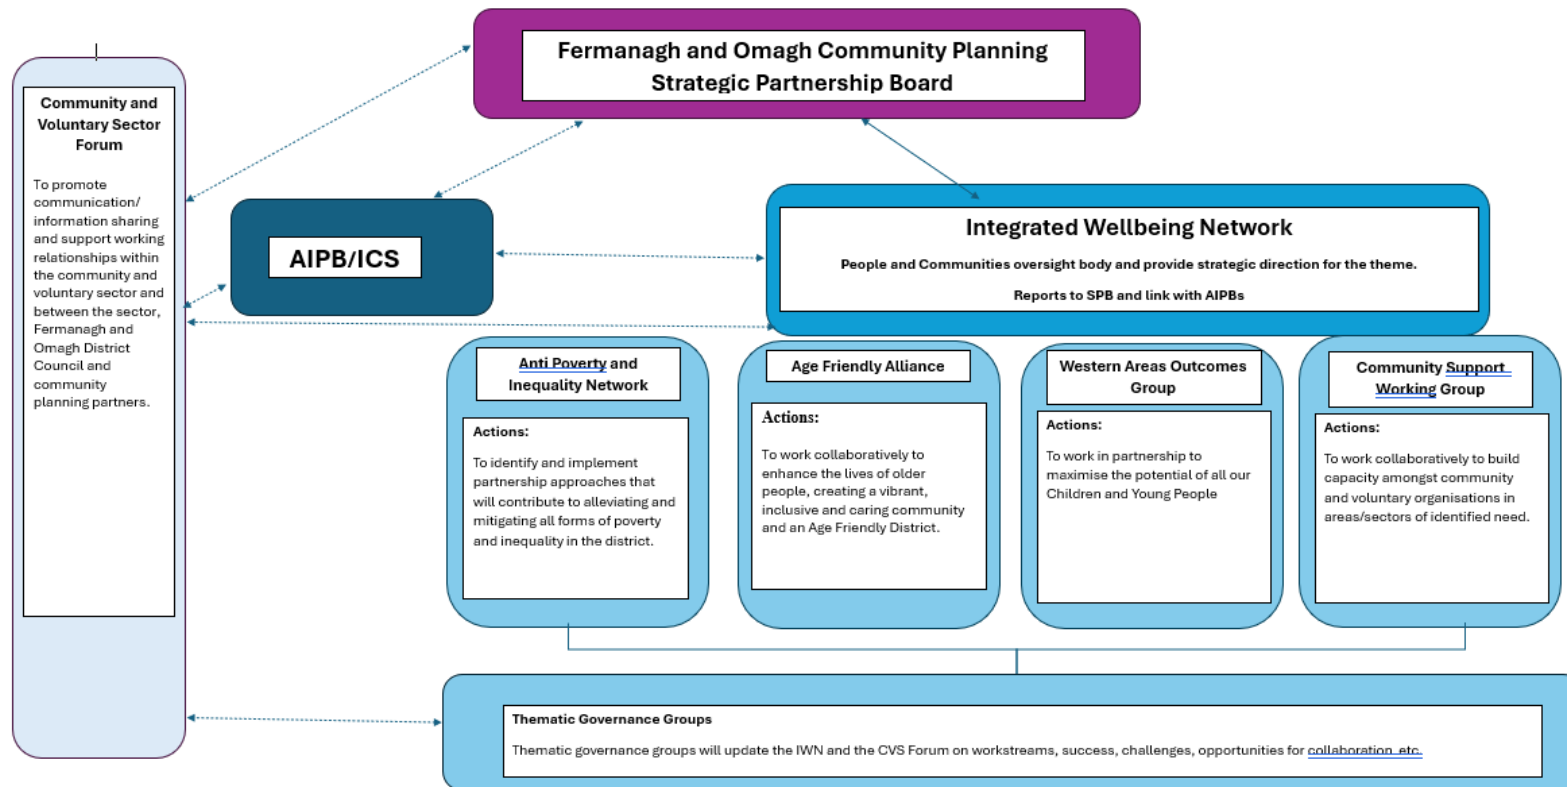 Fermanagh and Omagh Community Planning
Strategic Partnership Board
Community and
Voluntary Sector
Forum
To promote
communication/
information sharing
and support working
relationships within
the community and
voluntary sector and
between the sector,
Fermanagh and
Omagh District
Council and
community
planning partners.
AIPB/ICS
Integrated Wellbeing Network
People and Communities oversight body and provide strategic direction for the theme.
Reports to SPB and link with AIPBs
Anti Poverty and
Inequality Network
Actions:
To identify and implement
partnership approaches that
will contribute to alleviating and
mitigating all forms of poverty
and inequality in the district.
Age Friendly Alliance
Actions:
To work collaboratively to
enhance the lives of older
people, creating a vibrant,
inclusive and caring community
and an Age Friendly District.
Western Areas Outcomes
Group
Actions:
To work in partnership to
maximise the potential of all our
Children and Young People
Community Support
Working Group
Actions:
To work collaboratively to build
capacity amongst community
and voluntary organisations in
areas/sectors of identified need.
Thematic Governance Groups
Thematic governance groups will update the IWN and the CVS Forum on workstreams, success, challenges, opportunities for collaboration etc.